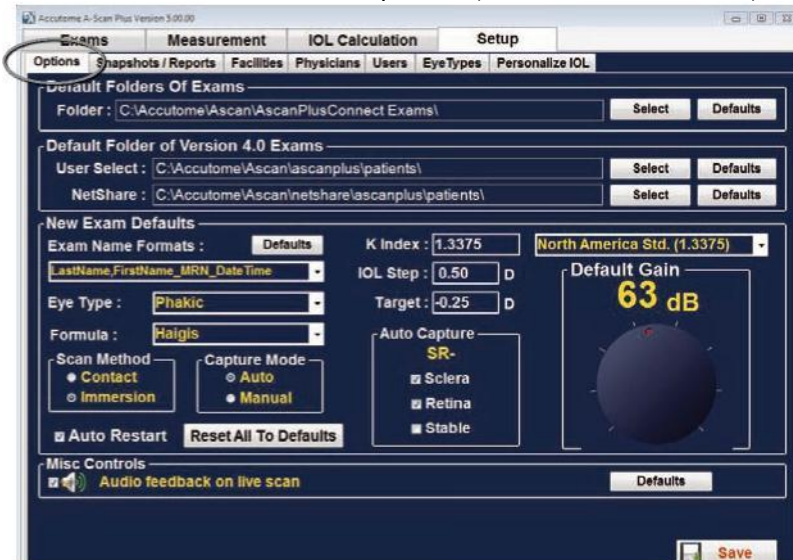 Accutome A-Scan Plus Version 5.00.00
Exams Measurement IOL Calculation Setup
Options Snapshots / Reports Facilities Physicians Users EyeTypes Personalize IOL
Default Folders Of Exams
Folder : C:\Accutome\Ascan\AscanPlusConnect Exams\ Select Defaults
Default Folder of Version 4.0 Exams
User Select : C:\Accutome\Ascan\ascanplus\patients\ Select Defaults
NetShare : C:\Accutome\Ascan\netshare\ascanplus\patients\ Select Defaults
New Exam Defaults
Exam Name Formats : Defaults K Index : 1.3375 North America Std. (1.3375)
LastName,FirstName_MRN_DateTime IOL Step : 0.50 D Default Gain
63 dB
Eye Type : Phakic Target : -0.25 D
Formula : Haigis Auto Capture
SR-
Scan Method Capture Mode
Contact Auto Sclera
Immersion Manual Retina
Auto Restart Reset All To Defaults Stable
Misc Controls
Audio feedback on live scan Defaults
Save